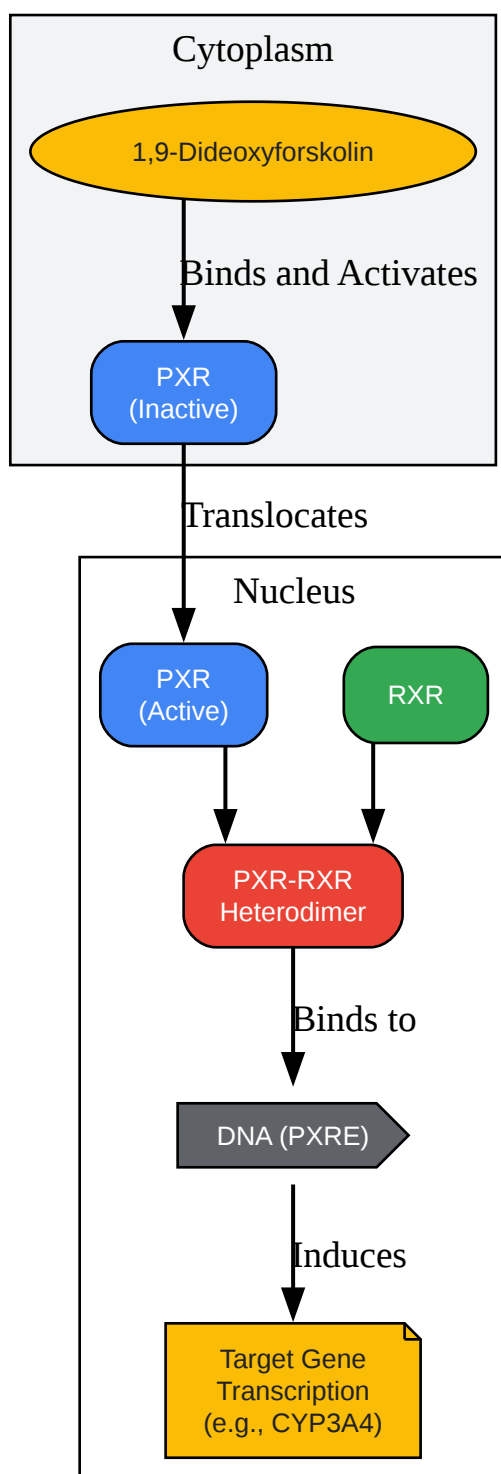 Cytoplasm
1,9-Dideoxyforskolin
Binds and Activates
PXR
(Inactive)
Translocates
Nucleus
PXR
(Active)
RXR
PXR-RXR
Heterodimer
Binds to
DNA (PXRE)
Induces
Target Gene
Transcription
(e.g., CYP3A4)